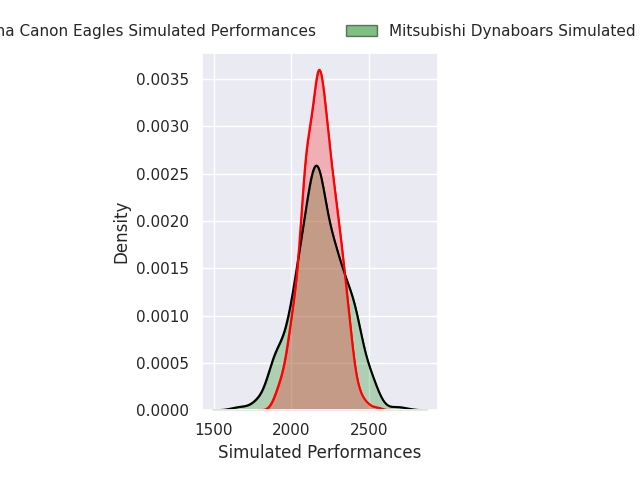 Canon Eagles Simulated Performances
Mitsubishi Dynaboars Simulated
0.0035
0.0030
0.0025
0.0020
0.0015
0.0010
0.0005
0.0000
Density
1500 2000 2500
Simulated Performances